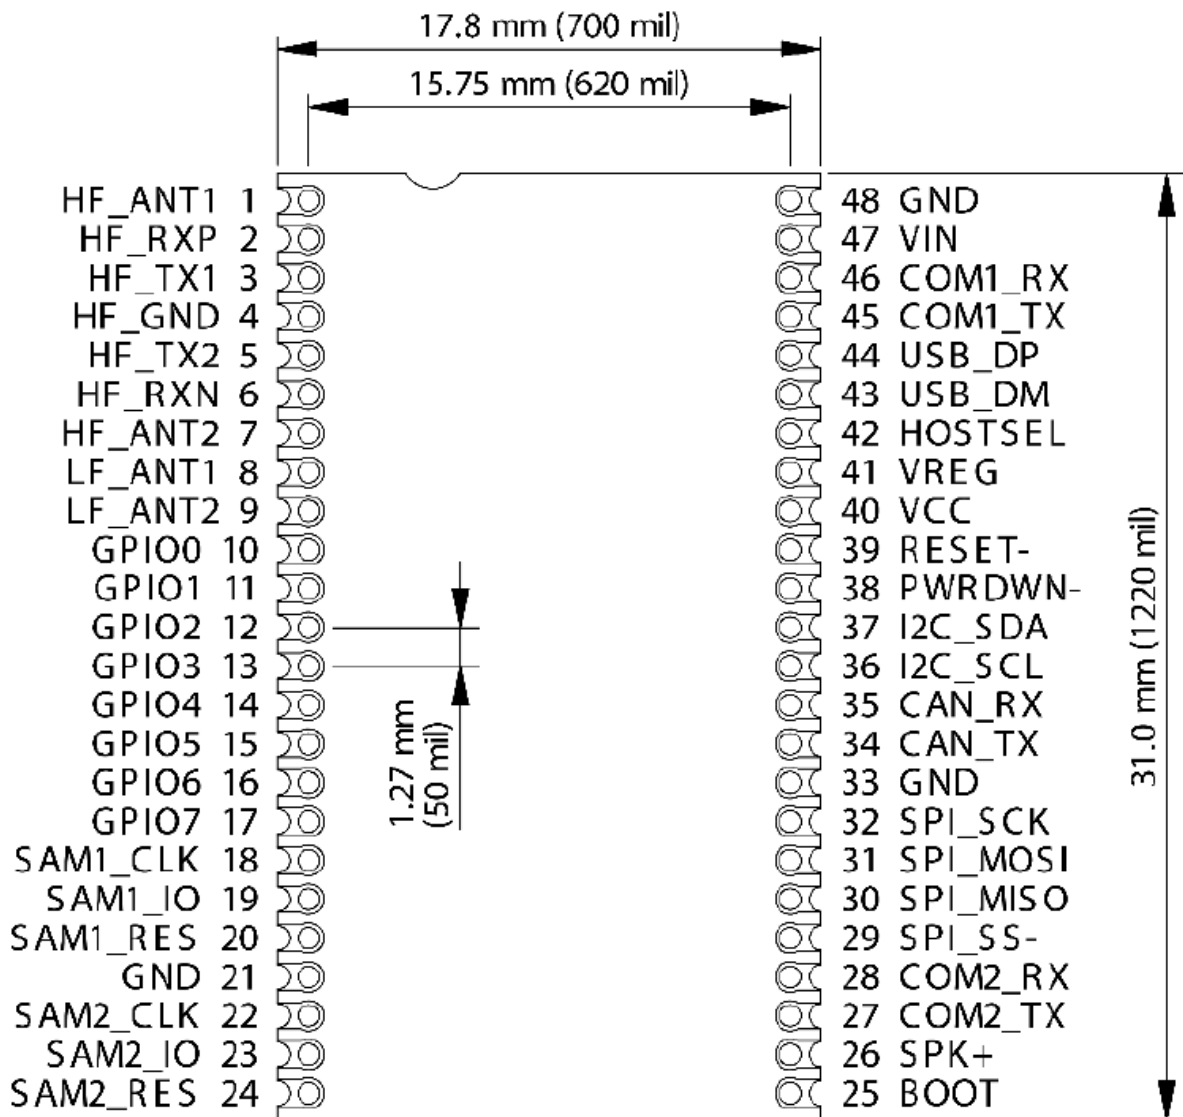 17.8 mm (700 mil)
15.75 mm (620 mil)
HF_ANT1 1
HF_RXP 2
HF_TX1 3
HF_GND 4
HF_TX2 5
HF_RXN 6
HF_ANT2 7
LF_ANT1 8
LF_ANT2 9
GPIO0 10
GPIO1 11
GPIO2 12
GPIO3 13
GPIO4 14
GPIO5 15
GPIO6 16
GPIO7 17
SAM1_CLK 18
SAM1_IO 19
SAM1_RES 20
GND 21
SAM2_CLK 22
SAM2_IO 23
SAM2_RES 24
1.27 mm
(50 mil)
48 GND
47 VIN
46 COM1_RX
45 COM1_TX
44 USB_DP
43 USB_DM
42 HOSTSEL
41 VREG
40 VCC
39 RESET-
38 PWRDWN-
37 I2C_SDA
36 I2C_SCL
35 CAN_RX
34 CAN_TX
33 GND
32 SPI_SCK
31 SPI_MOSI
30 SPI_MISO
29 SPI_SS-
28 COM2_RX
27 COM2_TX
26 SPK+
25 BOOT
31.0 mm (1220 mil)